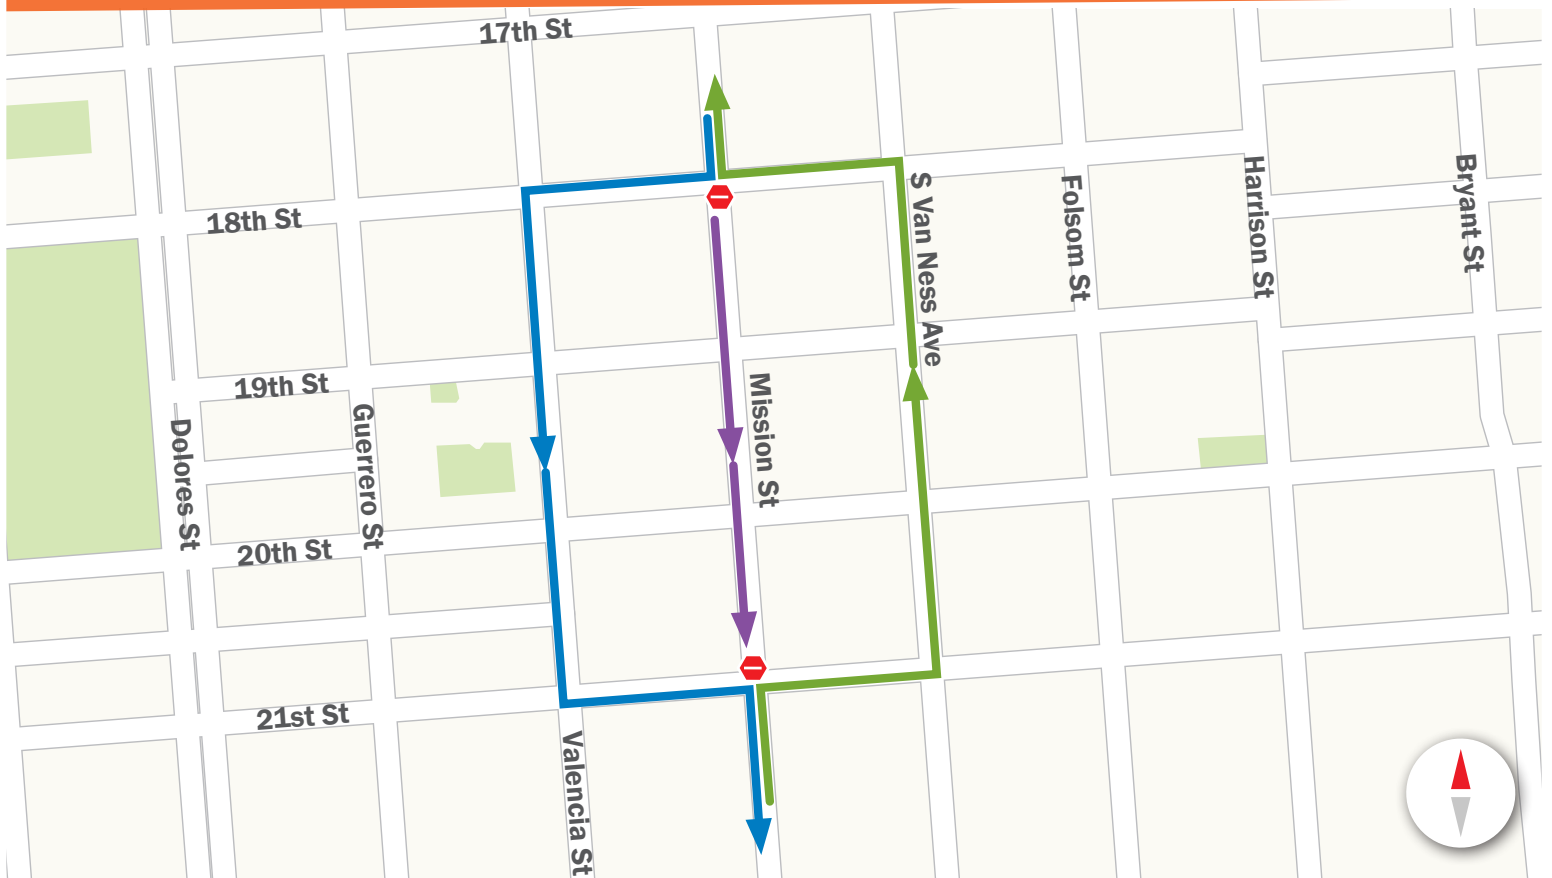 17th St
18th St
S Van Ness Ave
Folsom St
Harrison St
Bryant St
19th St
Mission St
Guerrero St
Dolores St
20th St
21st St
Valencia St